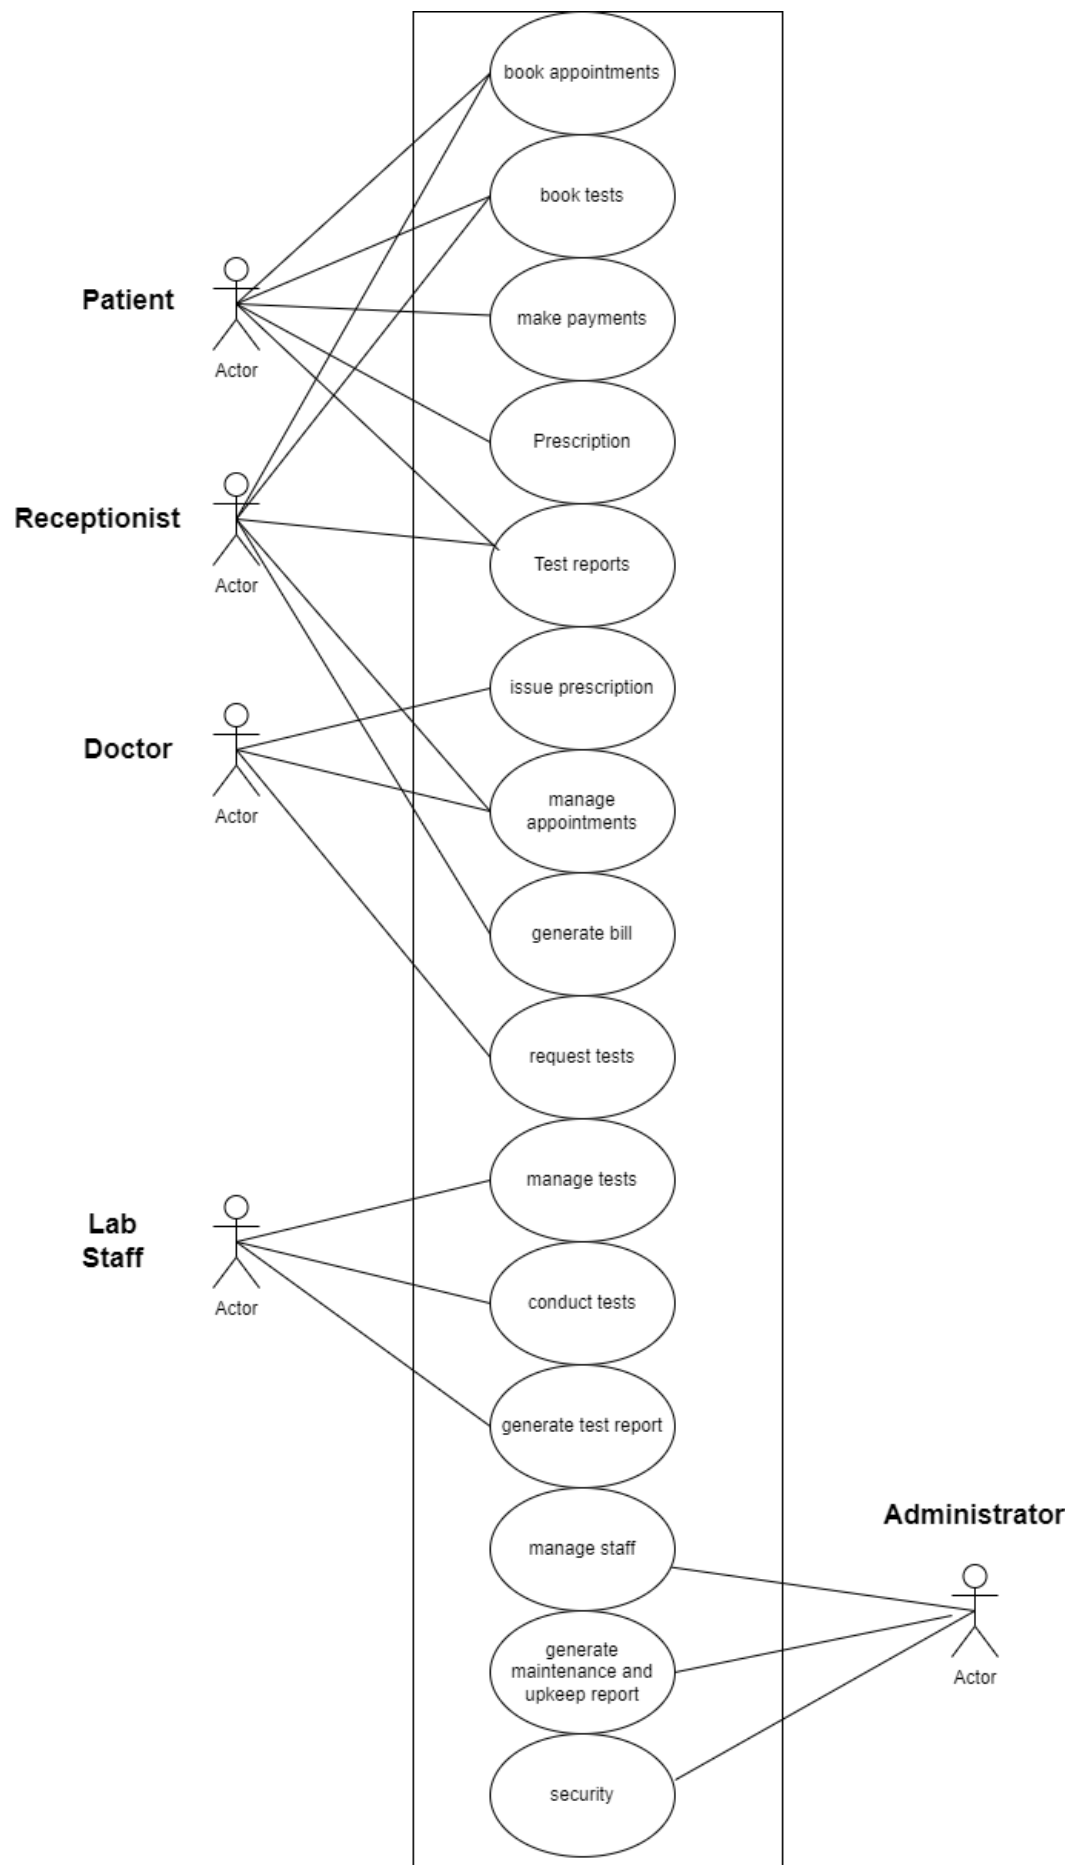 book appointments
book tests
Patient
make payments
Actor
Prescription
Receptionist
Test reports
Actor
issue prescription
Doctor
manage
appointments
Actor
generate bill
request tests
manage tests
Lab
Staff
conduct tests
Actor
generate test report
Administrator
manage staff
generate
maintenance and
upkeep report
Actor
security